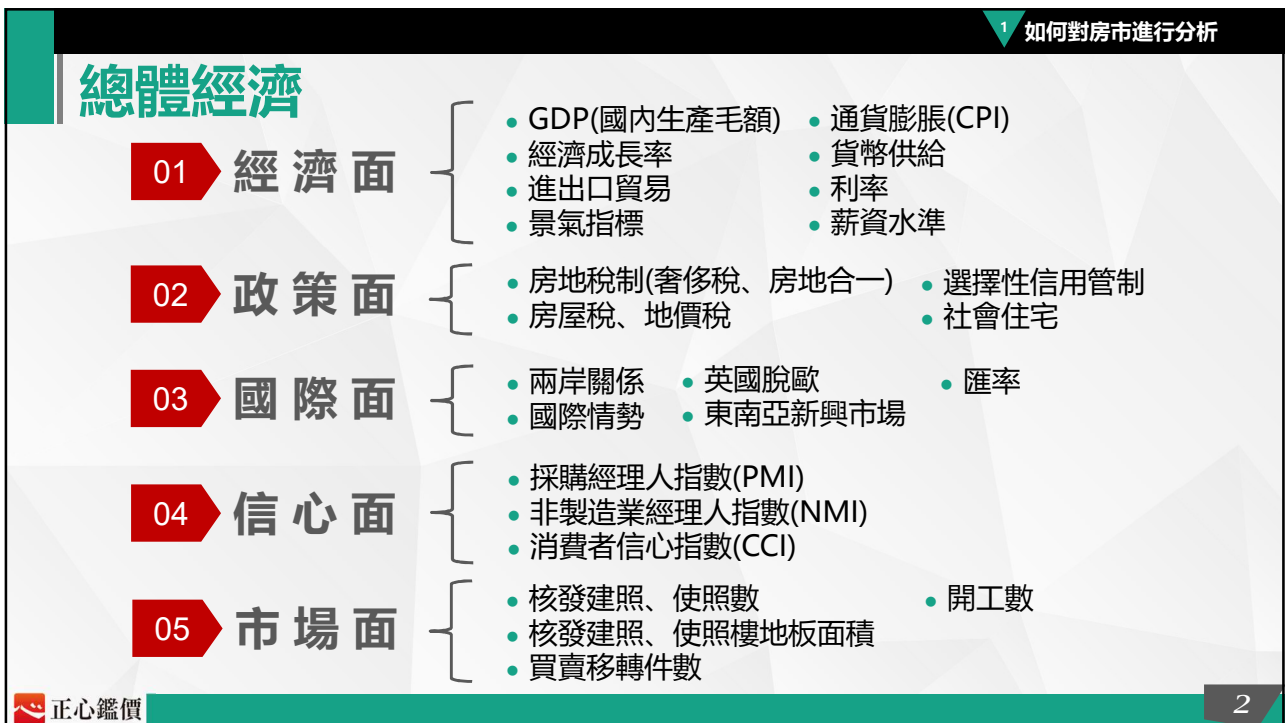 1 如何對房市進行分析
總體經濟
01 經濟面
• GDP(國內生產毛額) • 通貨膨脹(CPI)
• 經濟成長率 • 貨幣供給
• 進出口貿易 • 利率
• 景氣指標 • 薪資水準
02 政策面
• 房地稅制(奢侈稅、房地合一) • 選擇性信用管制
• 房屋稅、地價稅 • 社會住宅
03 國際面
• 兩岸關係 • 英國脫歐 • 匯率
• 國際情勢 • 東南亞新興市場
04 信心面
• 採購經理人指數(PMI)
• 非製造業經理人指數(NMI)
• 消費者信心指數(CCI)
05 市場面
• 核發建照、使照數 • 開工數
• 核發建照、使照樓地板面積
• 買賣移轉件數
正心鑑價
2